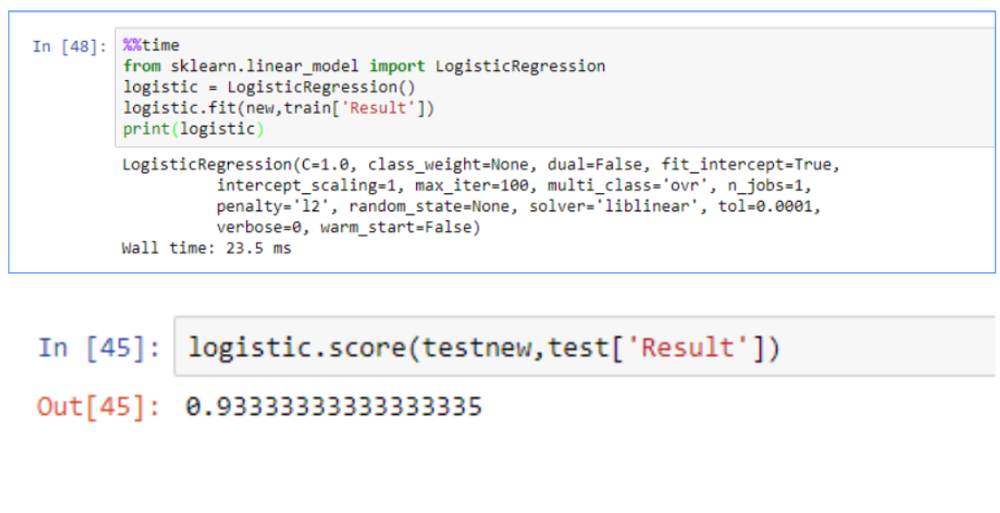 In [48]: %%time
from sklearn.linear_model import LogisticRegression
logistic = LogisticRegression()
logistic.fit(new,train['Result'])
print(logistic)
LogisticRegression(C=1.0, class_weight=None, dual=False, fit_intercept=True,
intercept_scaling=1, max_iter=100, multi_class='ovr', n_jobs=1,
penalty='l2', random_state=None, solver='liblinear', tol=0.0001,
verbose=0, warm_start=False)
Wall time: 23.5 ms
In [45]: logistic.score(testnew,test['Result'])
Out[45]: 0.93333333333333335